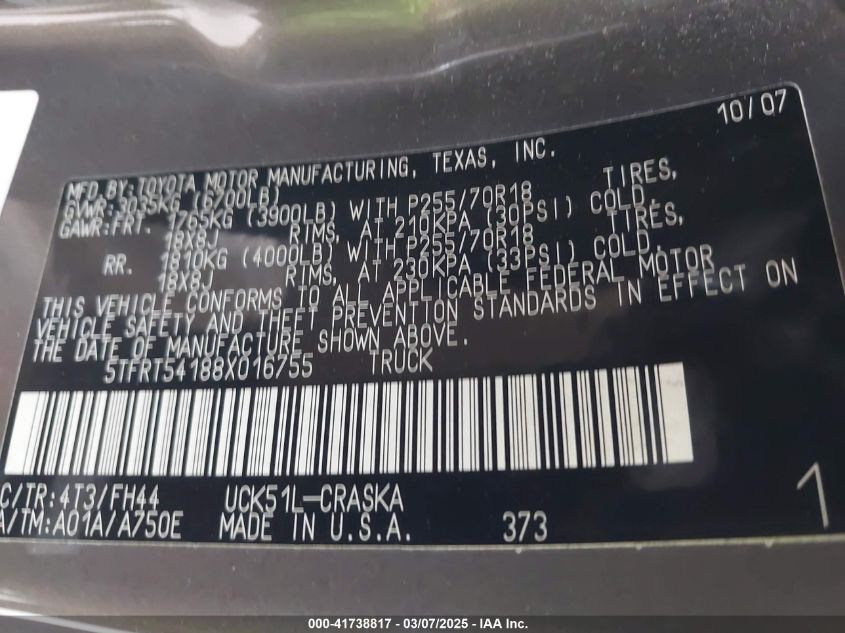 10/07
MFD.BY:TOYOTA MOTOR MANUFACTURING, TEXAS, INC.
GVWR:3035KG (6700LB)
GAWR:FRT. 1765KG (3900LB) WITH P255/70R18 TIRES,
18X8J RTMS, AT 210KPA (30PSI) COLD.
RR. 1810KG (4000LB) WITH P255/70R18 TIRES,
18X8J RTMS, AT 230KPA (33PSI) COLD.
THIS VEHICLE CONFORMS TO ALL APPLICABLE FEDERAL MOTOR
VEHICLE SAFETY AND THEFT PREVENTION STANDARDS IN EFFECT ON
THE DATE OF MANUFACTURE SHOWN ABOVE.
5TFRT54188X016755 TRUCK
C/TR:4T3/FH44 UCK51L-CRASKA
A/TM:A01A/A750E MADE IN U.S.A. 373
1
000-41738817 - 03/07/2025 - IAA Inc.